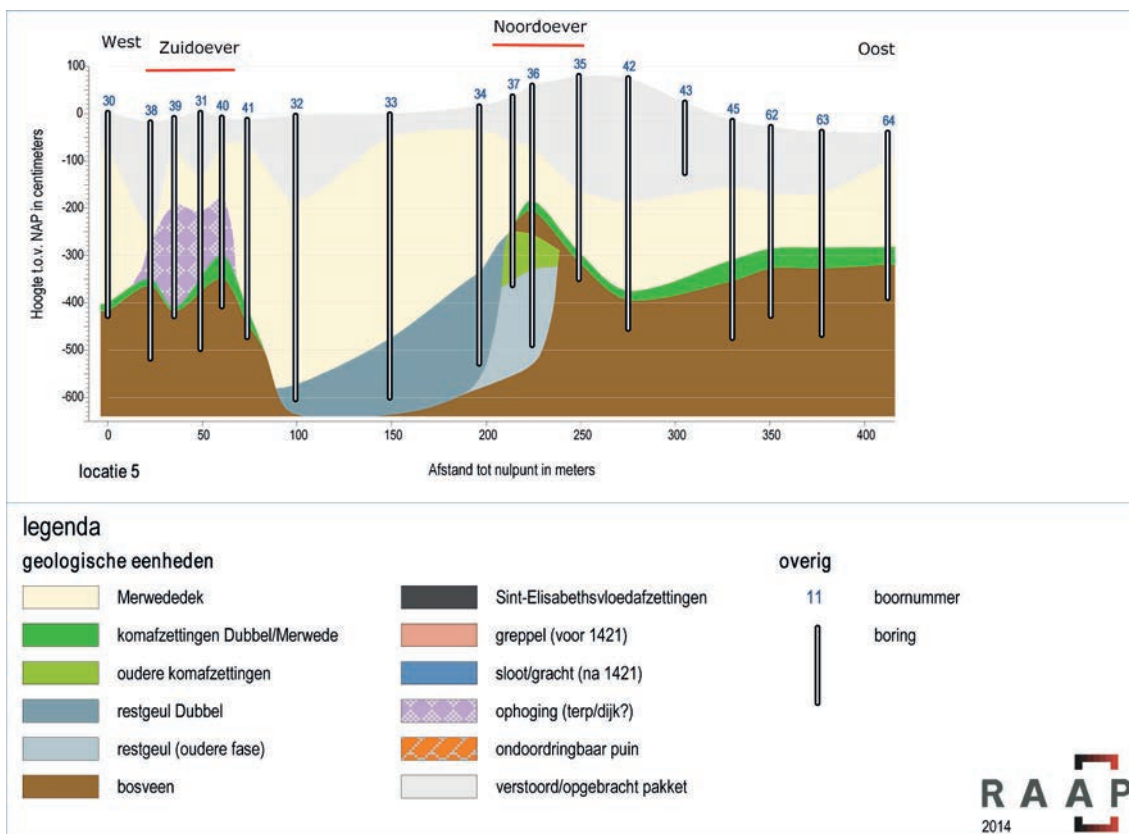 West Zuidoever Noordoever Oost
30 38 39 31 40 41 32 33 34 37 36 35 42 43 45 62 63 64
Hoogte t.o.v. NAP in centimeters
100
0
-100
-200
-300
-400
-500
-600
0 50 100 150 200 250 300 350 400
locatie 5
Afstand tot nulpunt in meters
legenda
geologische eenheden
Merwededek
komafzettingen Dubbel/Merwede
oudere komafzettingen
restgeul Dubbel
restgeul (oudere fase)
bosveen
Sint-Elisabethsvloedafzettingen
greppel (voor 1421)
sloot/gracht (na 1421)
ophoging (terp/dijk?)
ondoordringbaar puin
verstoord/opgebracht pakket
overig
11 boornummer
boring
RAAP
2014